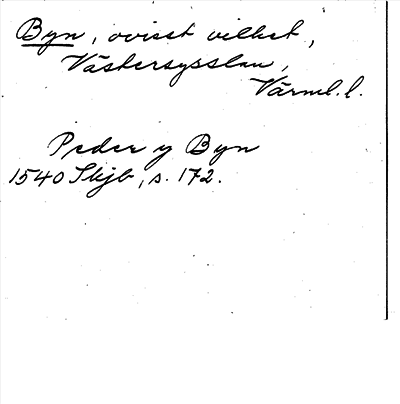 Byn, ovisst vilket,
Västersysslan,
Värml. l.
Peder y Byn
1540 Skjb, s. 172.